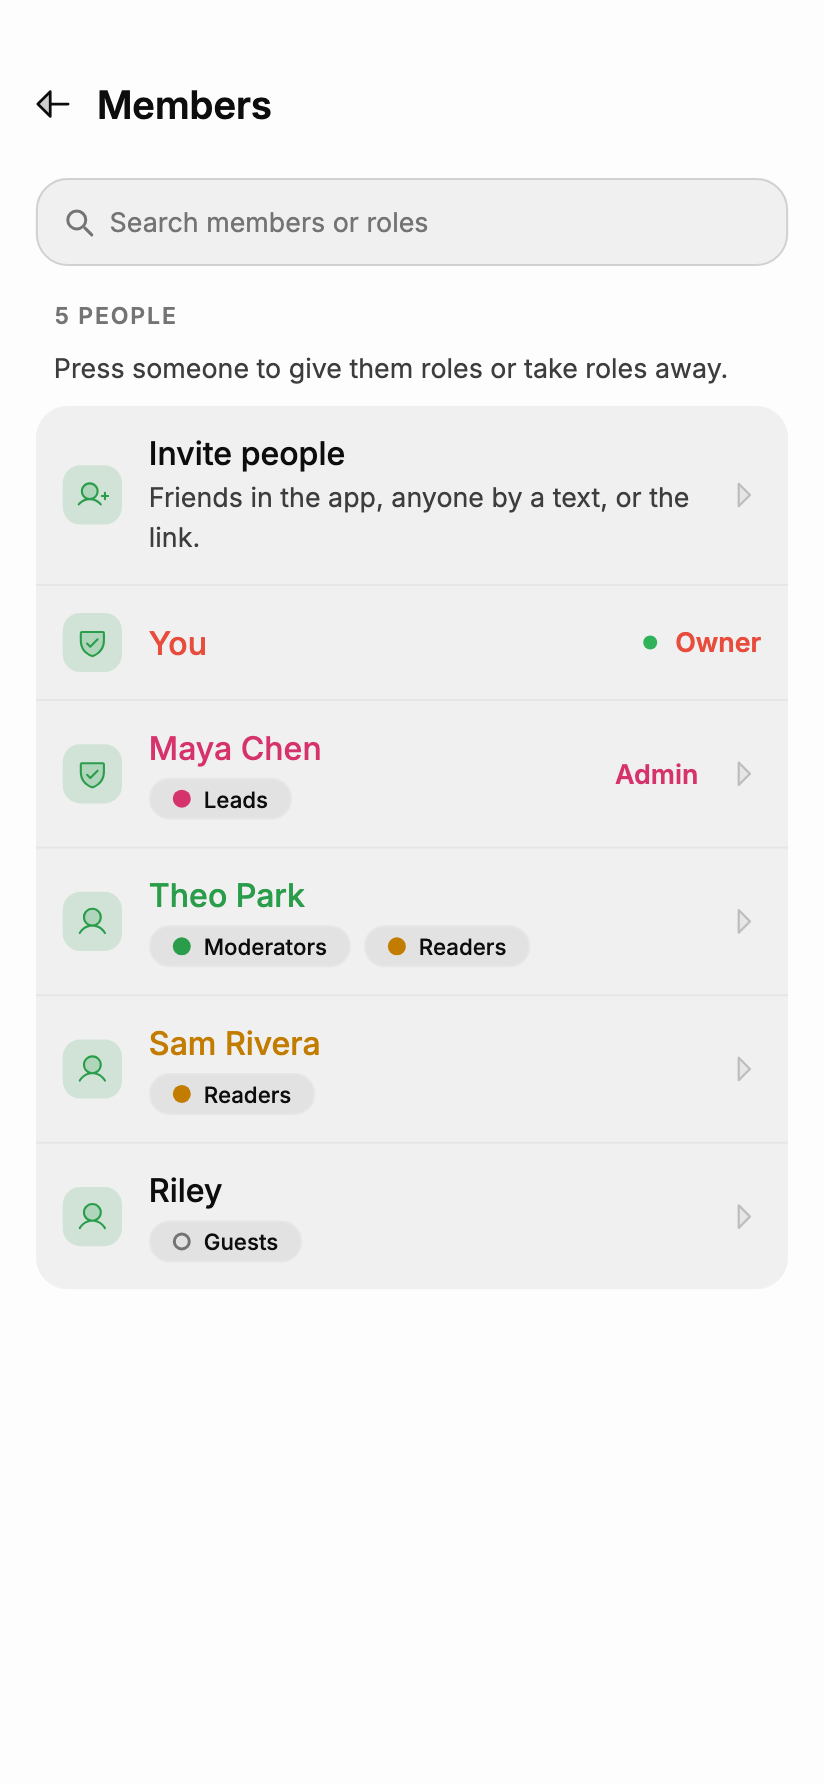 Members
Search members or roles
5 PEOPLE
Press someone to give them roles or take roles away.
Invite people
Friends in the app, anyone by a text, or the
link.
You
Owner
Maya Chen
Leads
Admin
Theo Park
Moderators
Readers
Sam Rivera
Readers
Riley
Guests